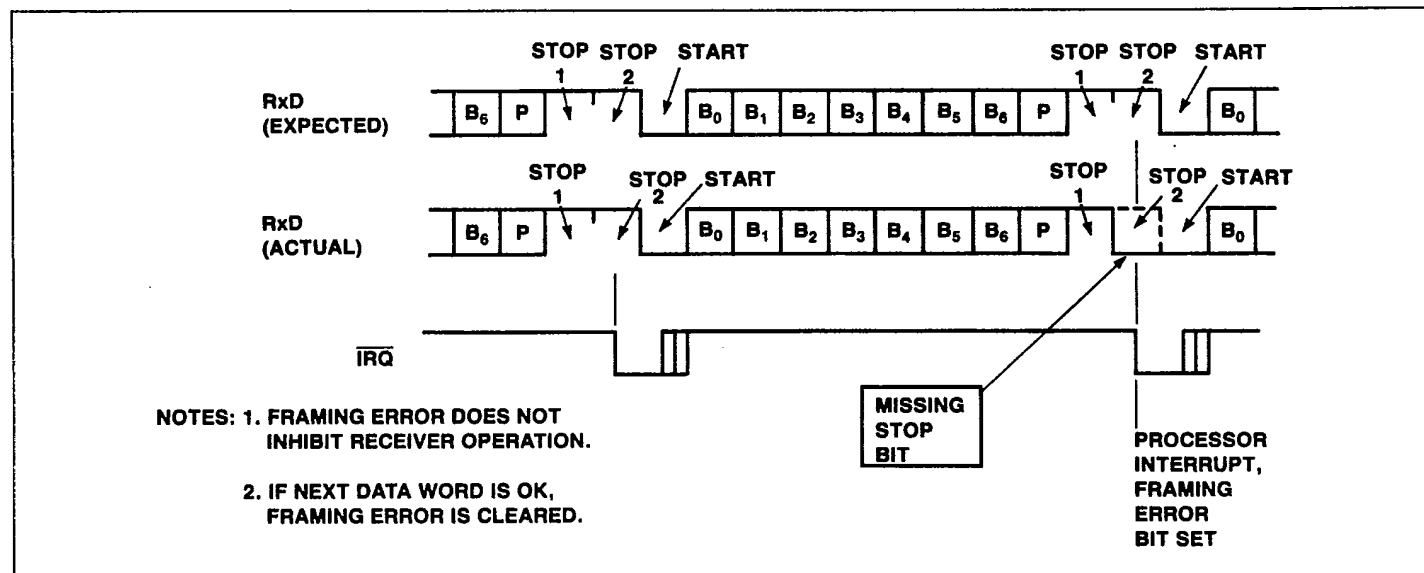 STOP STOP START
1 2
STOP STOP START
1 2
RxD
(EXPECTED)
B6 P B0 B1 B2 B3 B4 B5 B6 P B0
STOP STOP START
1 2
STOP STOP START
1 2
RxD
(ACTUAL)
B6 P B0 B1 B2 B3 B4 B5 B6 P B0
IRQ
MISSING
STOP
BIT
PROCESSOR
INTERRUPT,
FRAMING
ERROR
BIT SET
NOTES: 1. FRAMING ERROR DOES NOT
INHIBIT RECEIVER OPERATION.
2. IF NEXT DATA WORD IS OK,
FRAMING ERROR IS CLEARED.